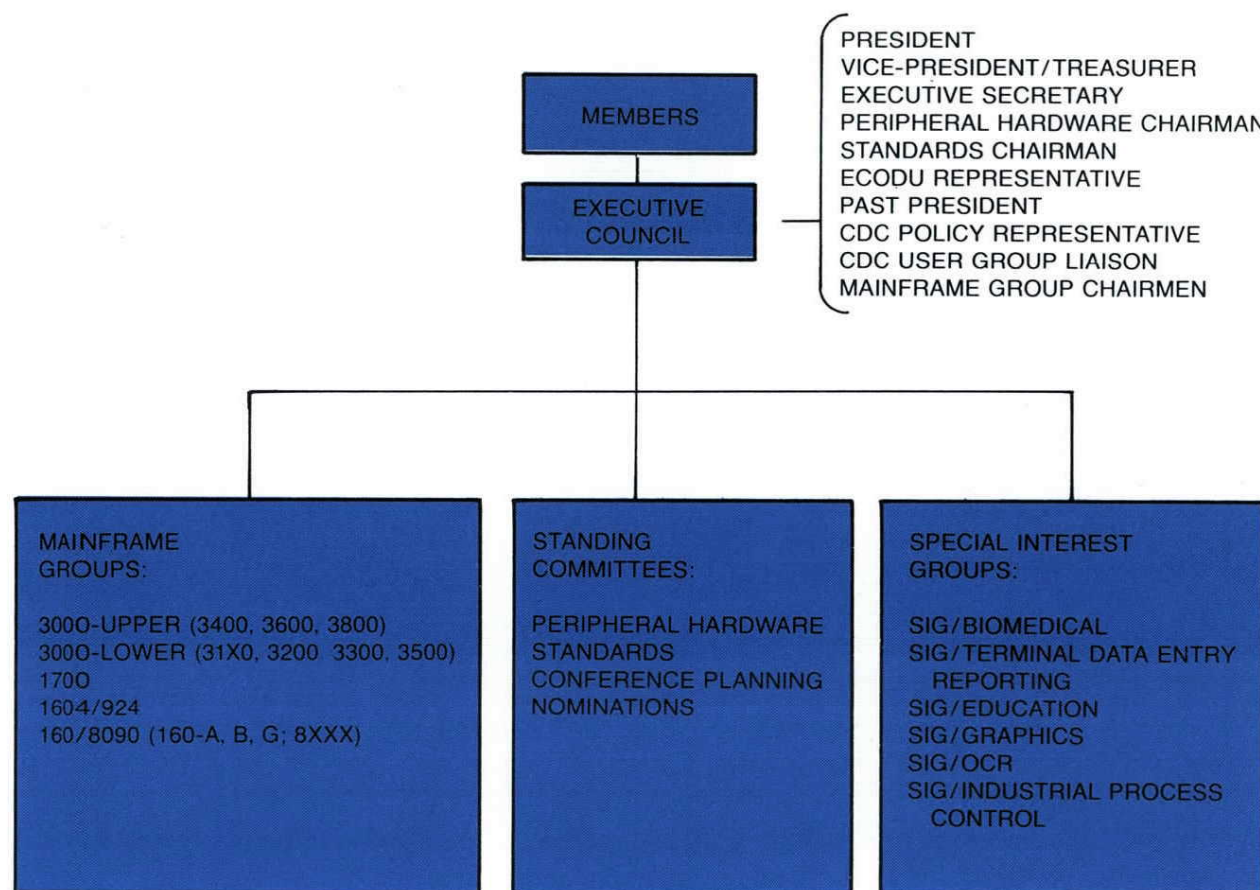 PRESIDENT
VICE-PRESIDENT/TREASURER
EXECUTIVE SECRETARY
PERIPHERAL HARDWARE CHAIRMAN
STANDARDS CHAIRMAN
ECODU REPRESENTATIVE
PAST PRESIDENT
CDC POLICY REPRESENTATIVE
CDC USER GROUP LIAISON
MAINFRAME GROUP CHAIRMEN
MEMBERS
EXECUTIVE
COUNCIL
MAINFRAME
GROUPS:
3000-UPPER (3400, 3600, 3800)
3000-LOWER (31X0, 3200 3300, 3500)
1700
1604/924
160/8090 (160-A, B, G; 8XXX)
STANDING
COMMITTEES:
PERIPHERAL HARDWARE
STANDARDS
CONFERENCE PLANNING
NOMINATIONS
SPECIAL INTEREST
GROUPS:
SIG/BIOMEDICAL
SIG/TERMINAL DATA ENTRY
REPORTING
SIG/EDUCATION
SIG/GRAPHICS
SIG/OCR
SIG/INDUSTRIAL PROCESS
CONTROL